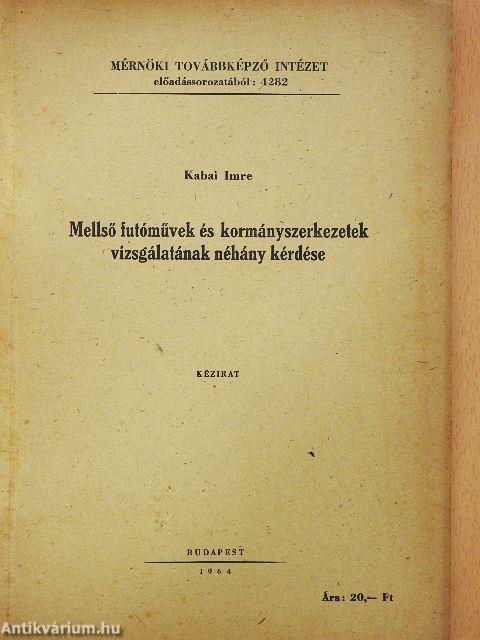 MÉRNÖKI TOVÁBBKÉPZŐ INTÉZET
előadássorozatából: 4282
Kabai Imre
Mellső futóművek és kormányszerkezetek
vizsgálatának néhány kérdése
KÉZIRAT
BUDAPEST
1964
Ára: 20,— Ft
Antikvárium.hu